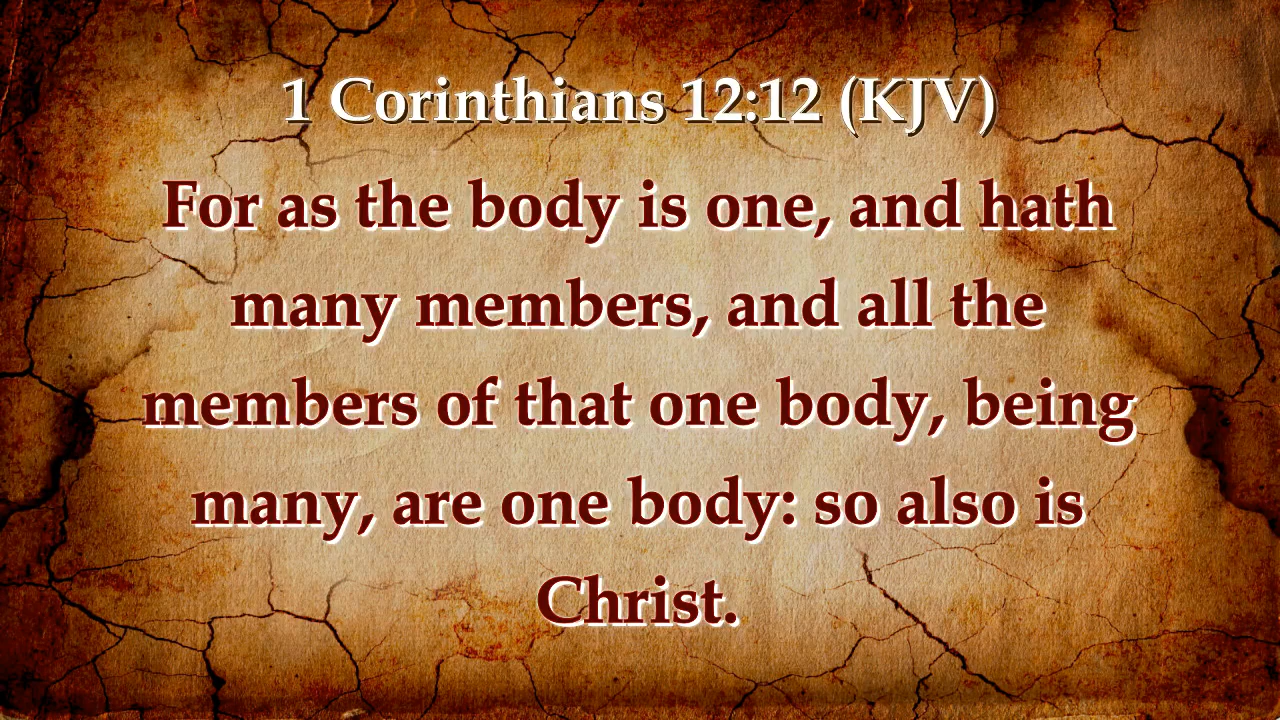 1 Corinthians 12:12 (KJV)
For as the body is one, and hath
many members, and all the
members of that one body, being
many, are one body: so also is
Christ.